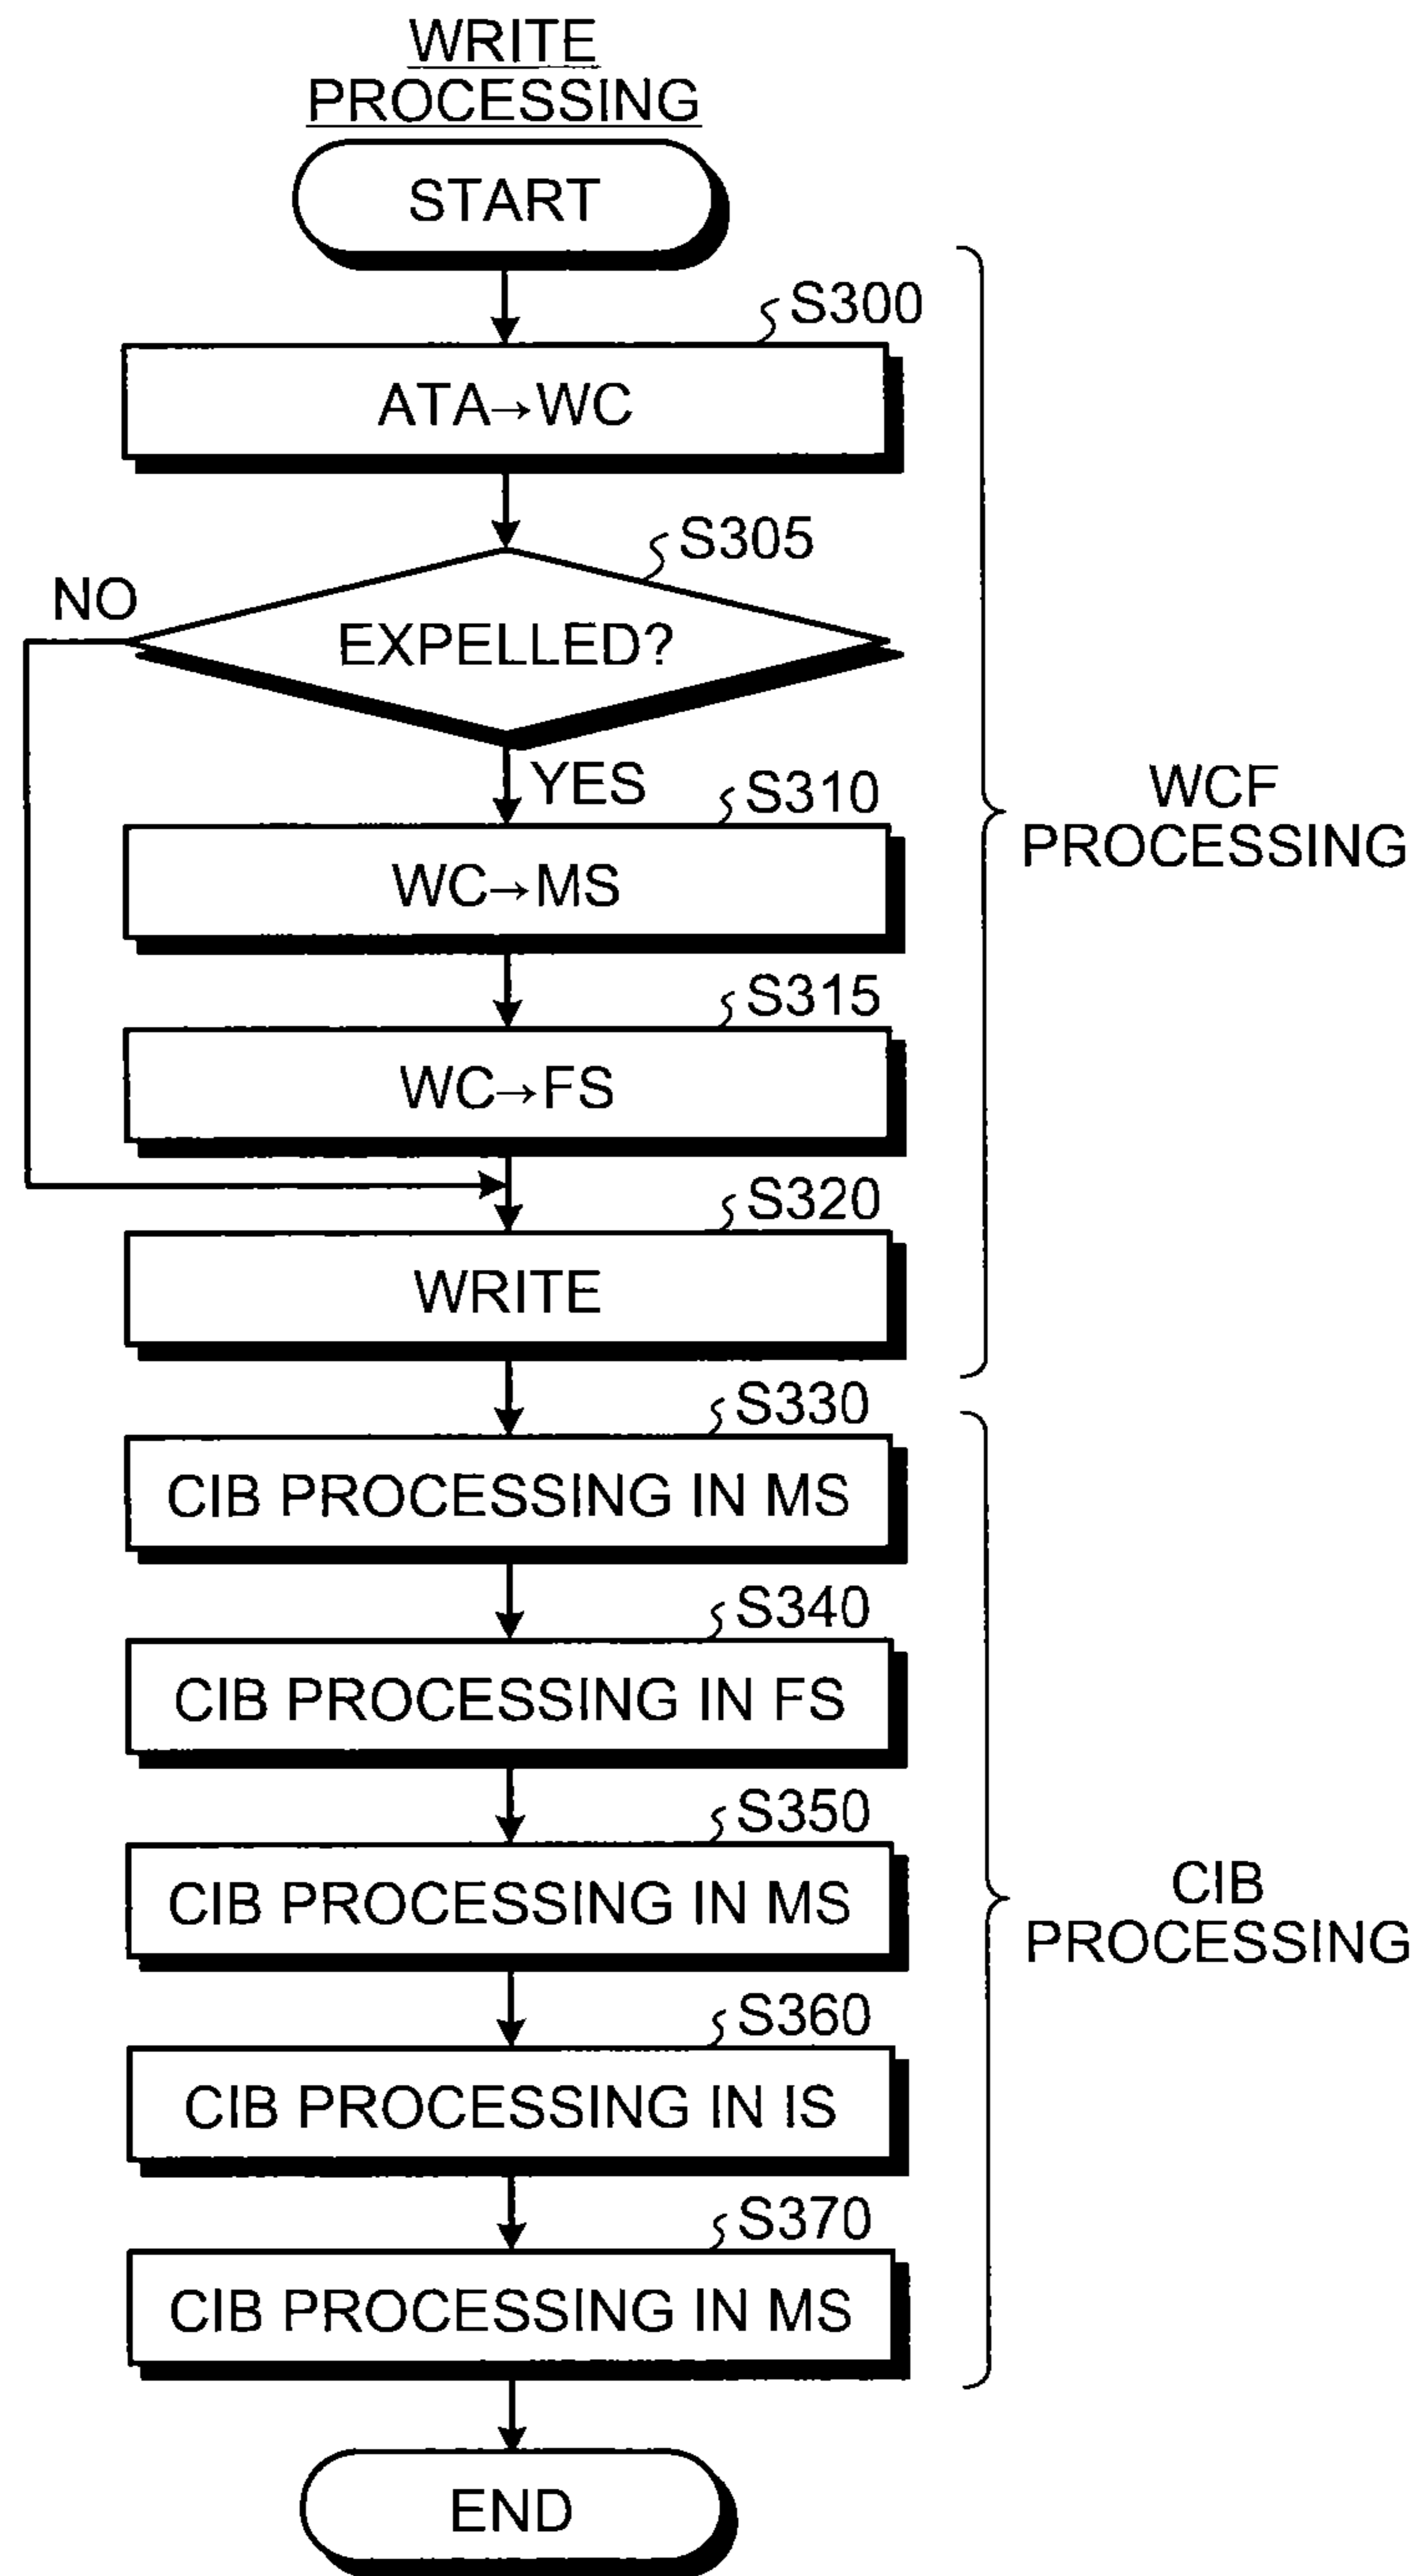 WRITE
PROCESSING
START
S300
ATA→WC
S305
NO
EXPELLED?
YES
S310
WC→MS
WCF
PROCESSING
S315
WC→FS
S320
WRITE
S330
CIB PROCESSING IN MS
S340
CIB PROCESSING IN FS
S350
CIB PROCESSING IN MS
CIB
PROCESSING
S360
CIB PROCESSING IN IS
S370
CIB PROCESSING IN MS
END